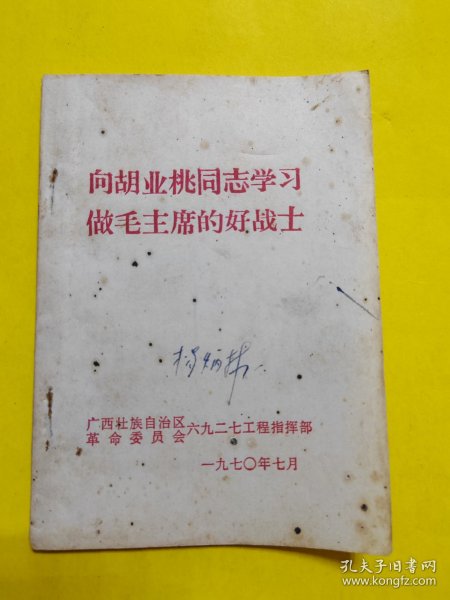 向胡业桃同志学习
做毛主席的好战士
广西壮族自治区
革命委员会 六九二七工程指挥部
一九七〇年七月
孔夫子旧书网
www.kongfz.com